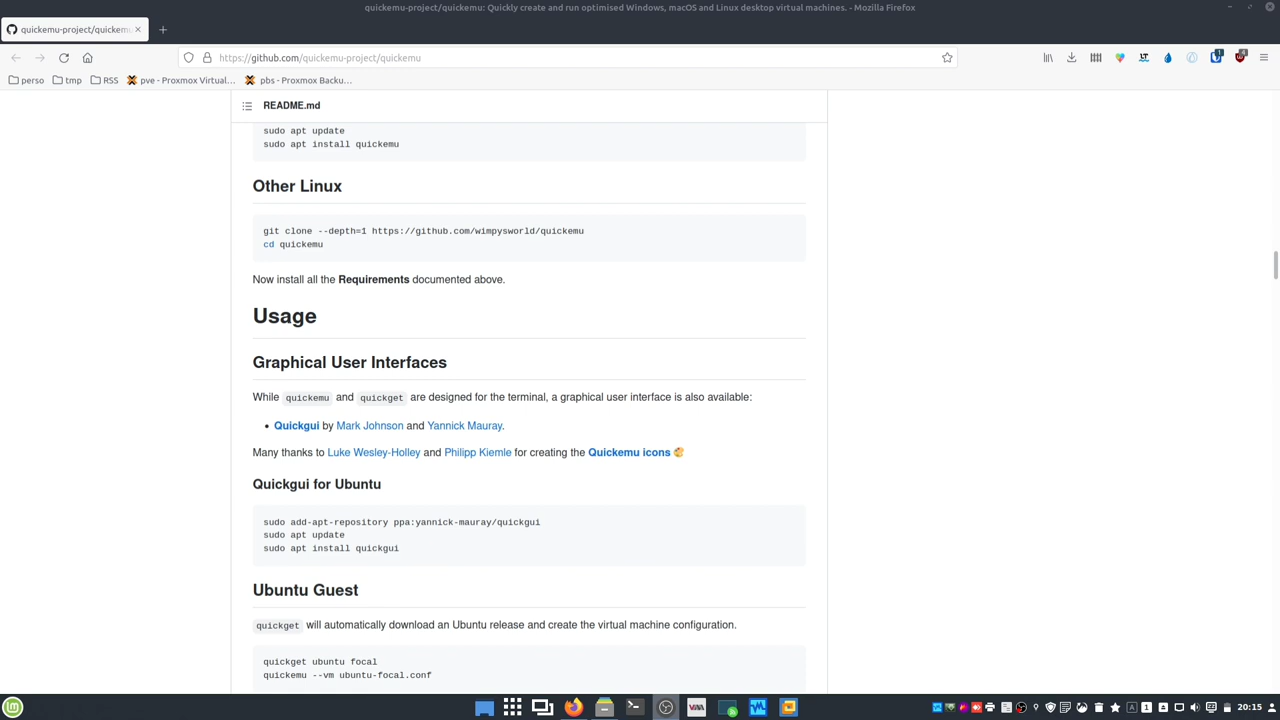 quickemu-project/quickemu: Quickly create and run optimised Windows, macOS and Linux desktop virtual machines. - Mozilla Firefox
quickemu-project/quickemu
https://github.com/quickemu-project/quickemu
perso
tmp
RSS
pve - Proxmox Virtual…
pbs - Proxmox Backu…
README.md
sudo apt update
sudo apt install quickemu
Other Linux
git clone --depth=1 https://github.com/wimpysworld/quickemu
cd quickemu
Now install all the Requirements documented above.
Usage
Graphical User Interfaces
While quickemu and quickget are designed for the terminal, a graphical user interface is also available:
• Quickgui by Mark Johnson and Yannick Mauray.
Many thanks to Luke Wesley-Holley and Philipp Kiemle for creating the Quickemu icons 🎨
Quickgui for Ubuntu
sudo add-apt-repository ppa:yannick-mauray/quickgui
sudo apt update
sudo apt install quickgui
Ubuntu Guest
quickget will automatically download an Ubuntu release and create the virtual machine configuration.
quickget ubuntu focal
quickemu --vm ubuntu-focal.conf
20:15